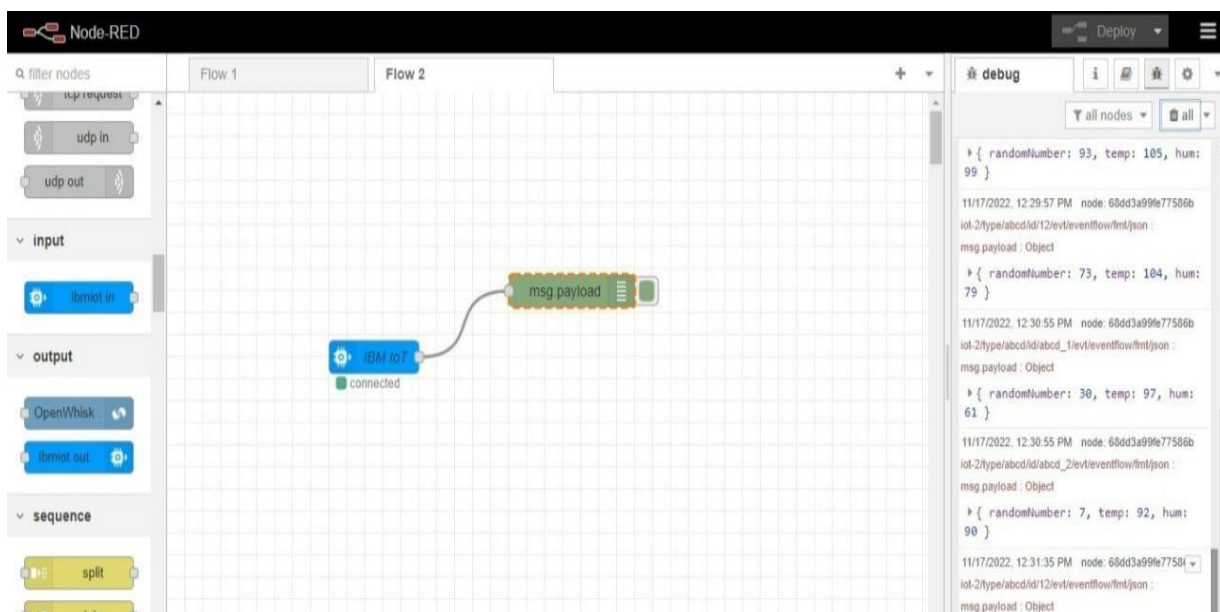 Node-RED
Deploy
filter nodes
Flow 1
Flow 2
debug
i
all nodes
all
tcp request
udp in
udp out
input
ibmiot in
output
OpenWhisk
ibmiot out
sequence
split
msg.payload
IBM IoT
connected
{ randomNumber: 93, temp: 105, hum:
99 }
11/17/2022, 12:29:57 PM node: 68dd3a99fe77586b
iot-2/type/abcd/id/12/evt/eventflow/fmt/json :
msg.payload : Object
{ randomNumber: 73, temp: 104, hum:
79 }
11/17/2022, 12:30:55 PM node: 68dd3a99fe77586b
iot-2/type/abcd/id/abcd_1/evt/eventflow/fmt/json :
msg.payload : Object
{ randomNumber: 30, temp: 97, hum:
61 }
11/17/2022, 12:30:55 PM node: 68dd3a99fe77586b
iot-2/type/abcd/id/abcd_2/evt/eventflow/fmt/json :
msg.payload : Object
{ randomNumber: 7, temp: 92, hum:
90 }
11/17/2022, 12:31:35 PM node: 68dd3a99fe7758
iot-2/type/abcd/id/12/evt/eventflow/fmt/json :
msg.payload : Object